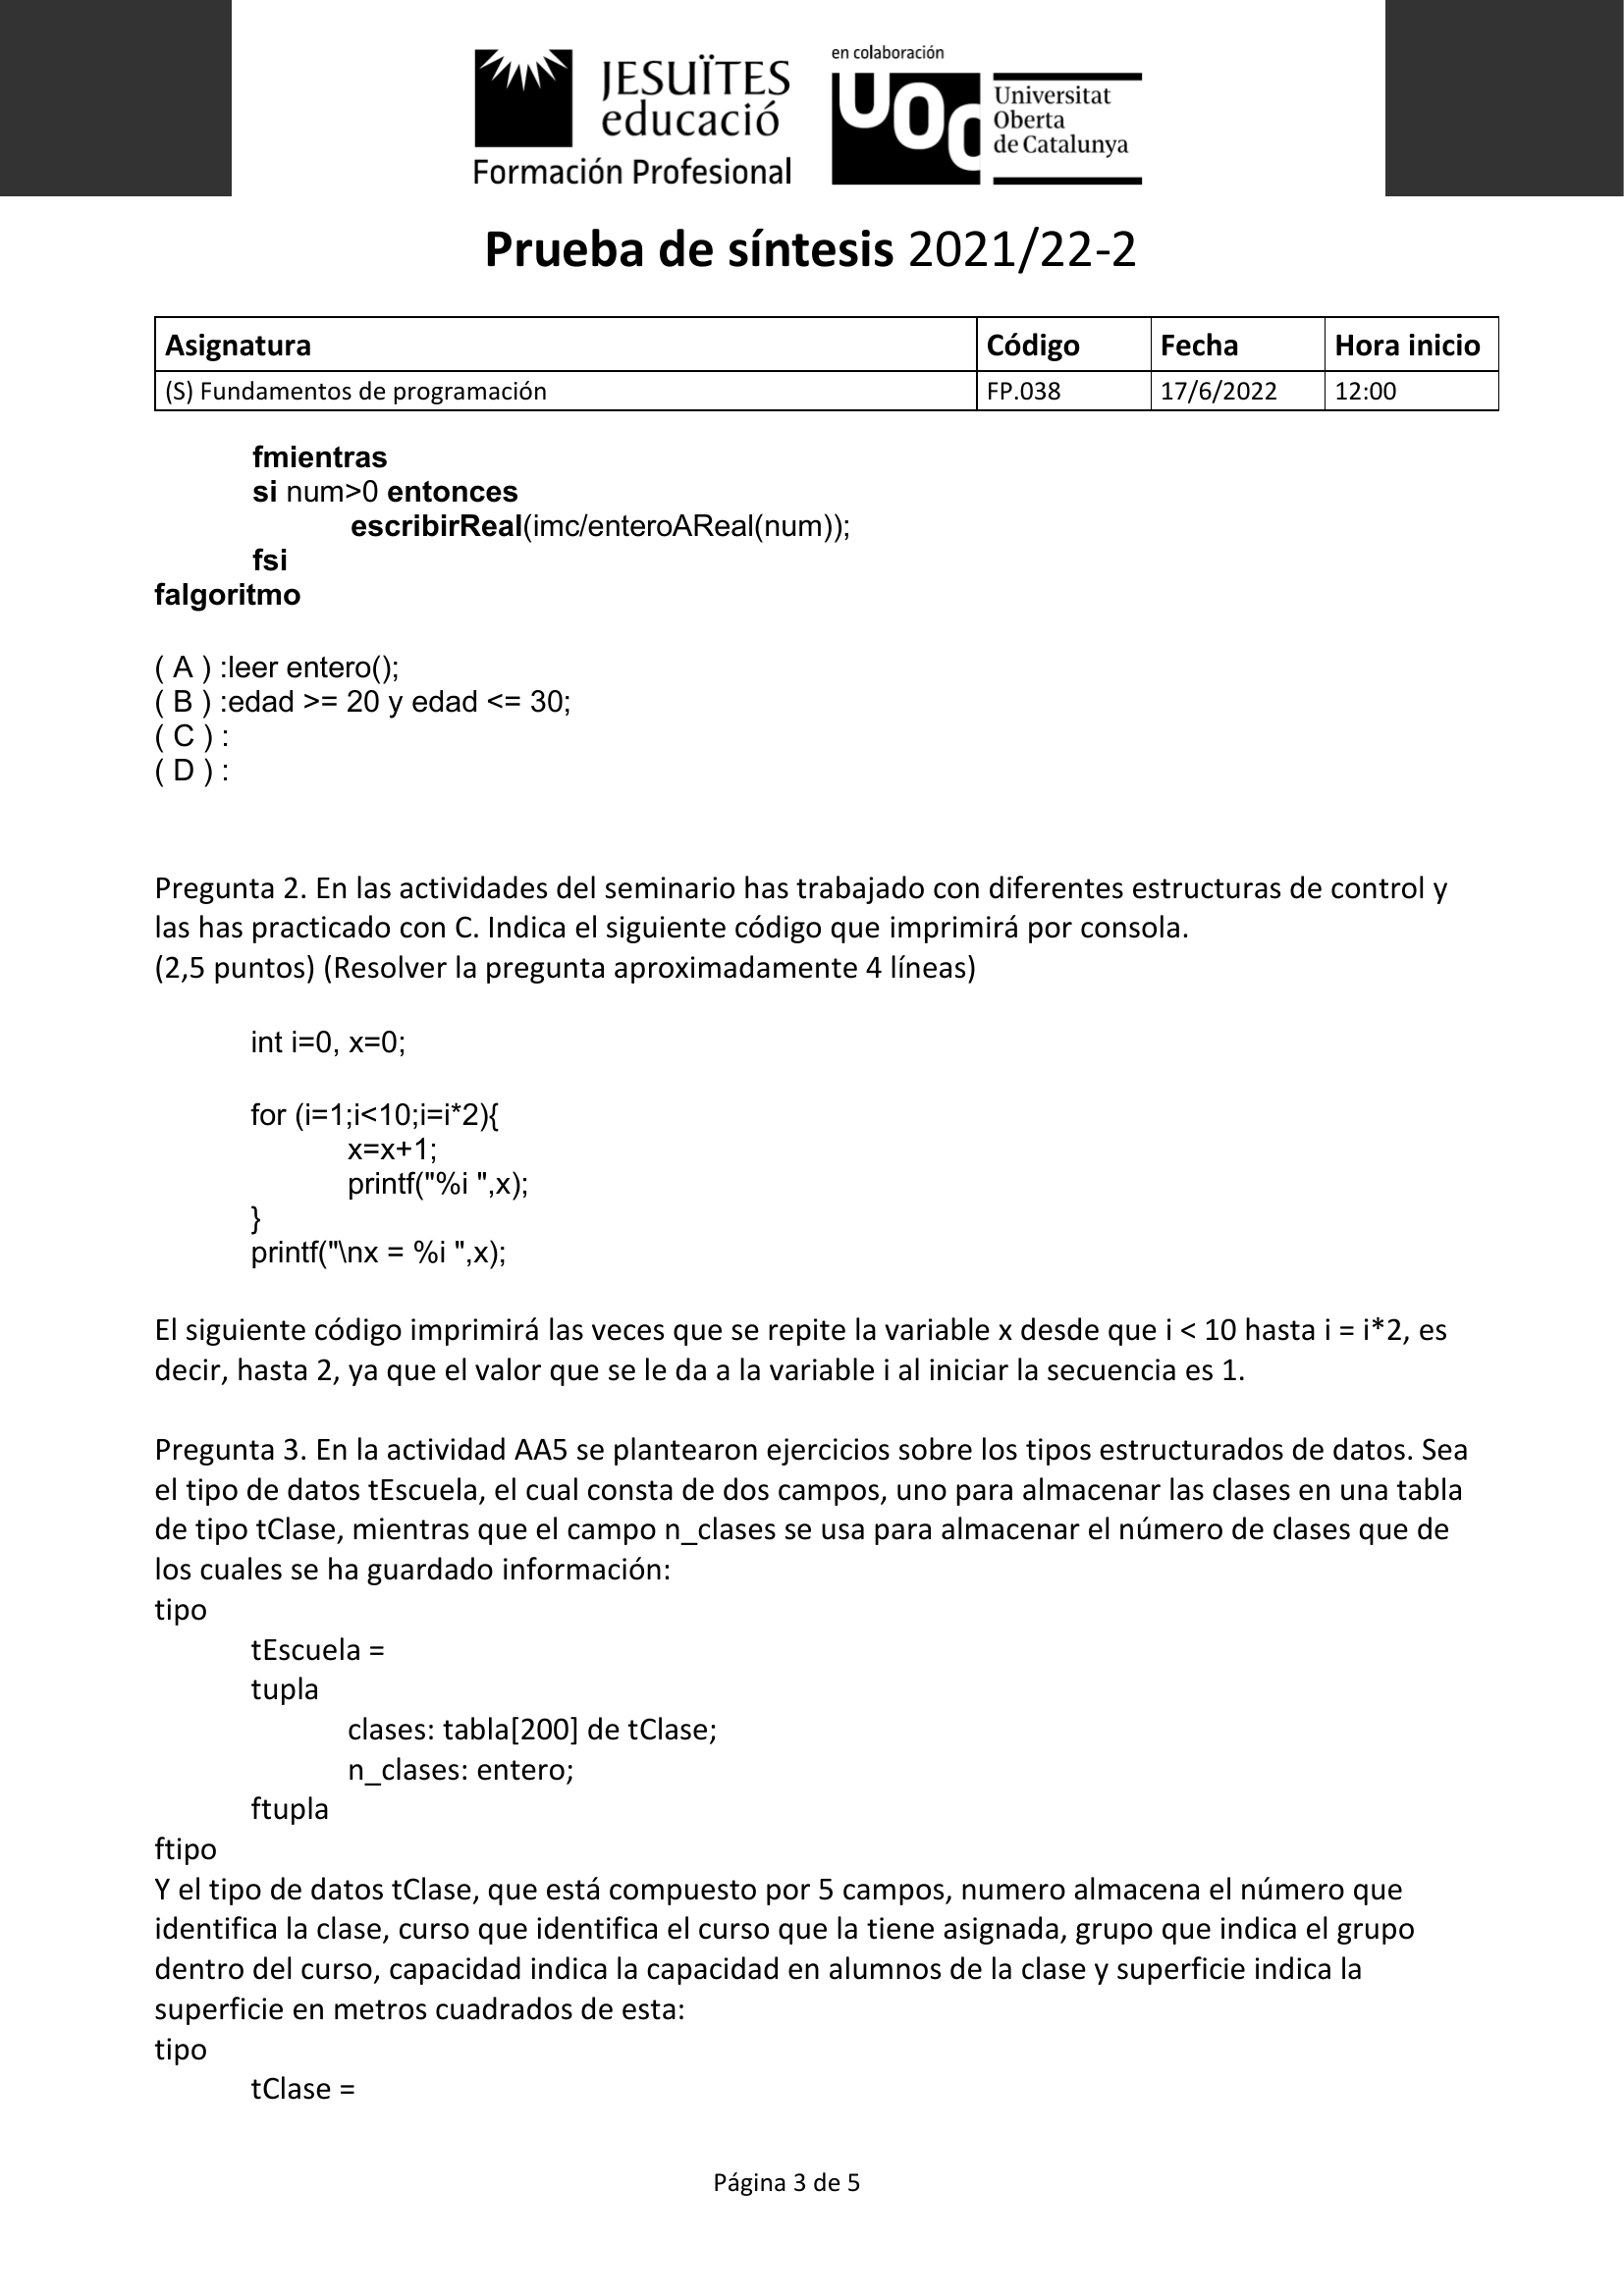 JESUÏTES
educació
Formación Profesional
en colaboración
UOC
Universitat
Oberta
de Catalunya
Prueba de síntesis 2021/22-2
Asignatura Código Fecha Hora inicio
(S) Fundamentos de programación FP.038 17/6/2022 12:00
fmientras
si num>0 entonces
escribirReal(imc/enteroAReal(num));
fsi
falgoritmo
( A ) :leer entero();
( B ) :edad >= 20 y edad <= 30;
( C ) :
( D ) :
Pregunta 2. En las actividades del seminario has trabajado con diferentes estructuras de control y
las has practicado con C. Indica el siguiente código que imprimirá por consola.
(2,5 puntos) (Resolver la pregunta aproximadamente 4 líneas)
int i=0, x=0;
for (i=1;i<10;i=i*2){
x=x+1;
printf("%i ",x);
}
printf("\nx = %i ",x);
El siguiente código imprimirá las veces que se repite la variable x desde que i < 10 hasta i = i*2, es
decir, hasta 2, ya que el valor que se le da a la variable i al iniciar la secuencia es 1.
Pregunta 3. En la actividad AA5 se plantearon ejercicios sobre los tipos estructurados de datos. Sea
el tipo de datos tEscuela, el cual consta de dos campos, uno para almacenar las clases en una tabla
de tipo tClase, mientras que el campo n_clases se usa para almacenar el número de clases que de
los cuales se ha guardado información:
tipo
tEscuela =
tupla
clases: tabla[200] de tClase;
n_clases: entero;
ftupla
ftipo
Y el tipo de datos tClase, que está compuesto por 5 campos, numero almacena el número que
identifica la clase, curso que identifica el curso que la tiene asignada, grupo que indica el grupo
dentro del curso, capacidad indica la capacidad en alumnos de la clase y superficie indica la
superficie en metros cuadrados de esta:
tipo
tClase =
Página 3 de 5